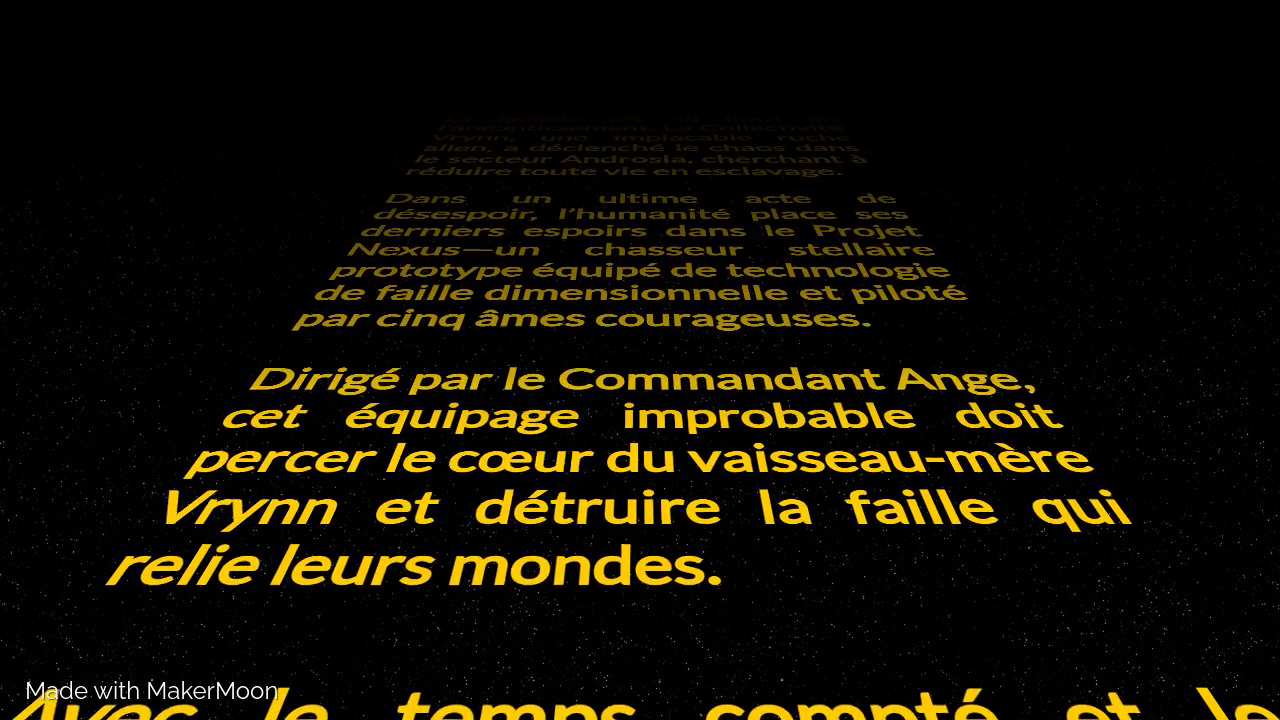 l'anéantissement. La Collectivité
Vrynn, une implacable ruche
alien, a déclenché le chaos dans
le secteur Androsia, cherchant à
réduire toute vie en esclavage.
Dans un ultime acte de
désespoir, l'humanité place ses
derniers espoirs dans le Projet
Nexus—un chasseur stellaire
prototype équipé de technologie
de faille dimensionnelle et piloté
par cinq âmes courageuses.
Dirigé par le Commandant Ange,
cet équipage improbable doit
percer le cœur du vaisseau-mère
Vrynn et détruire la faille qui
relie leurs mondes.
Avec le temps compté et le
Made with MakerMoon